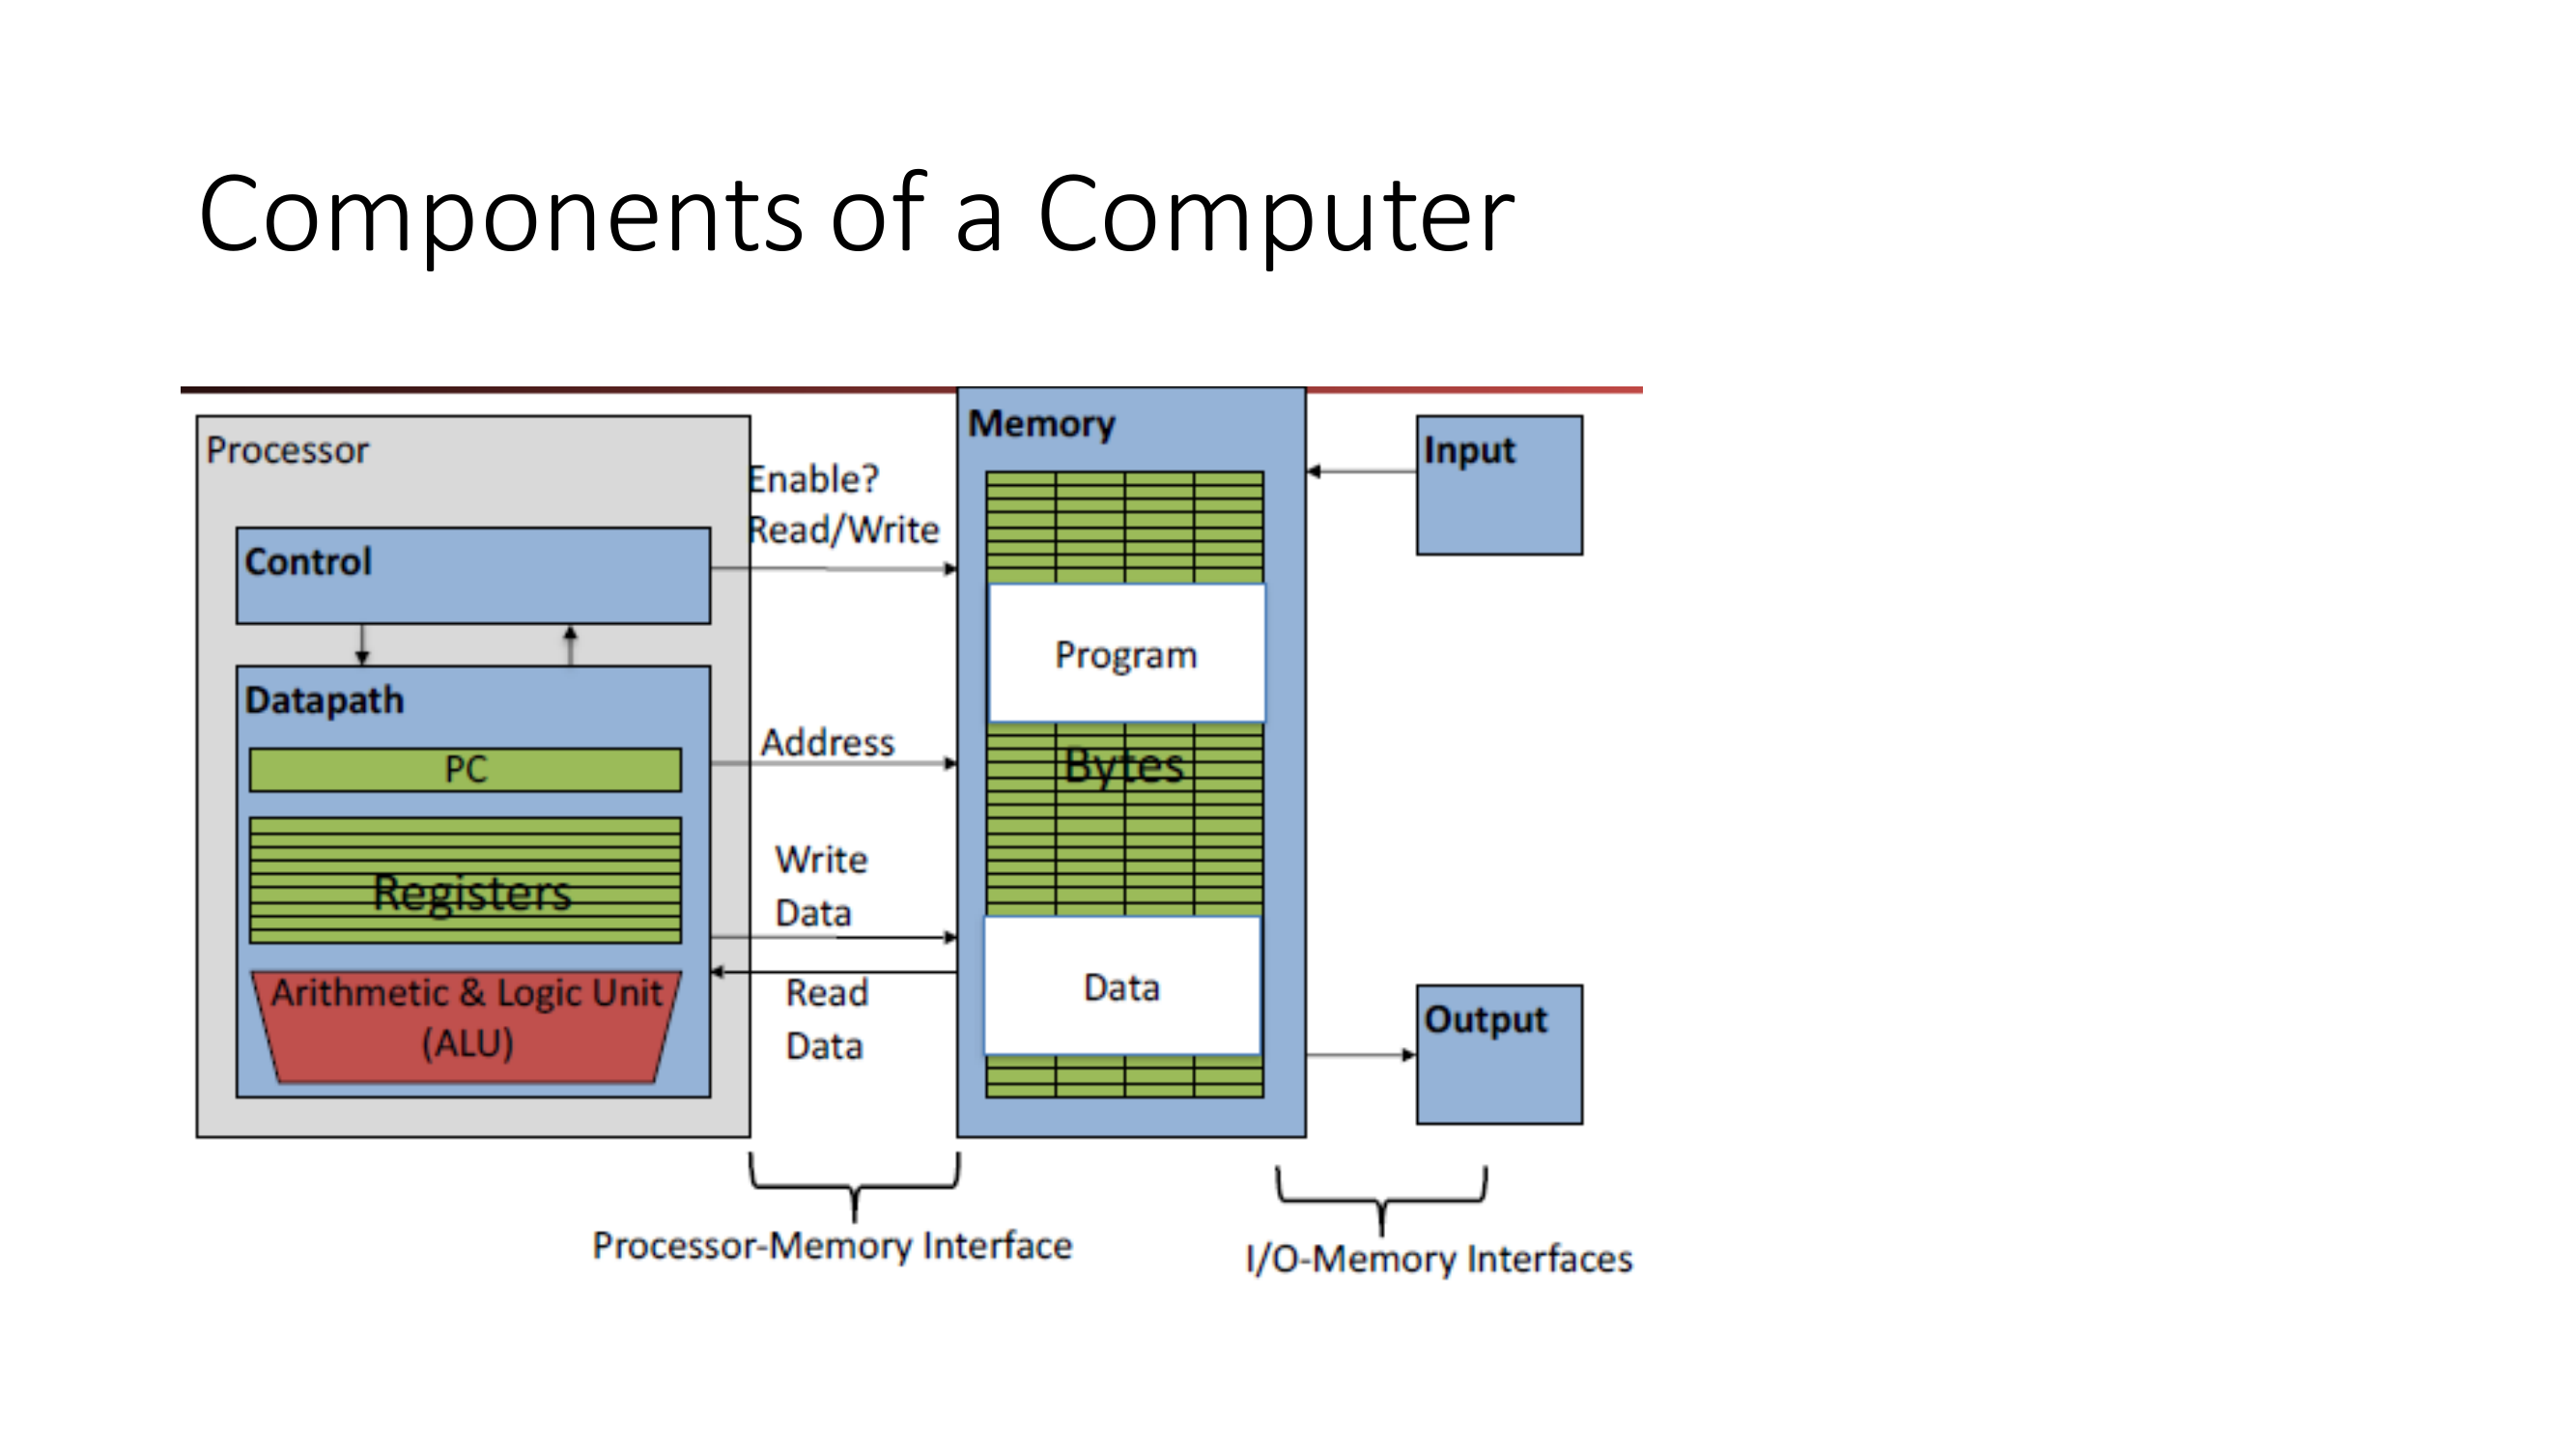 Components of a Computer
Processor
Control
Datapath
PC
Registers
Arithmetic & Logic Unit
(ALU)
Enable?
Read/Write
Address
Write
Data
Read
Data
Memory
Program
Bytes
Data
Input
Output
Processor-Memory Interface
I/O-Memory Interfaces